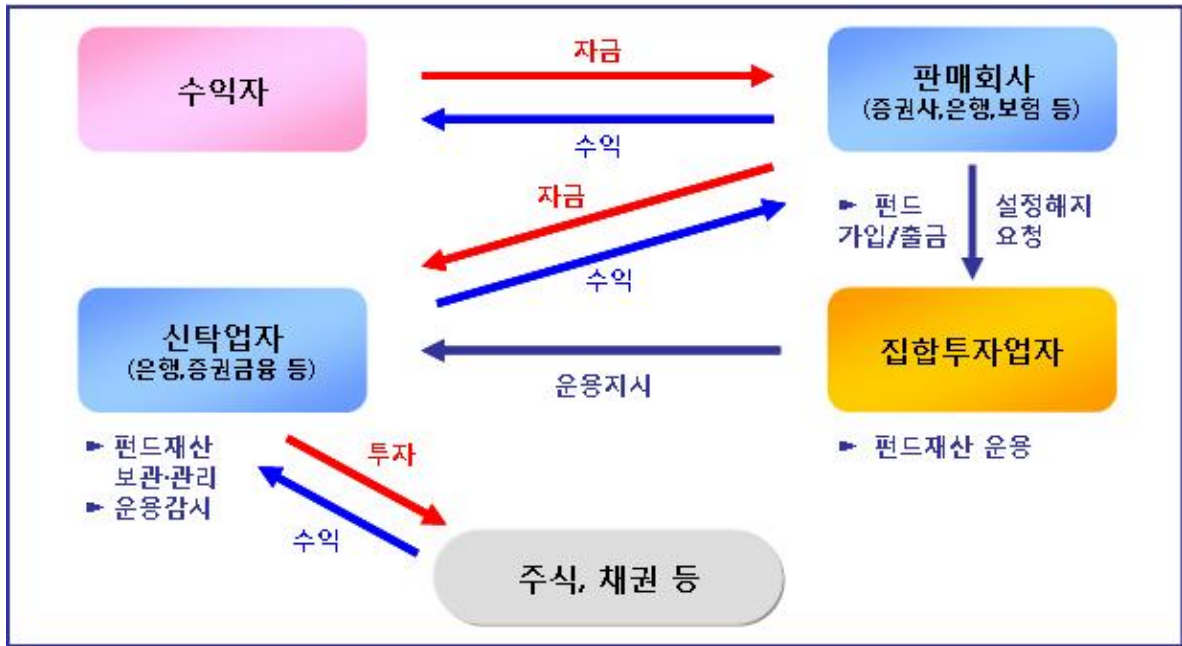 수익자
자금
수익
판매회사
(증권사,은행,보험 등)
► 펀드
가입/출금
설정해지
요청
자금
수익
신탁업자
(은행,증권금융 등)
운용지시
집합투자업자
► 펀드재산
보관·관리
► 운용감시
투자
수익
► 펀드재산 운용
주식, 채권 등